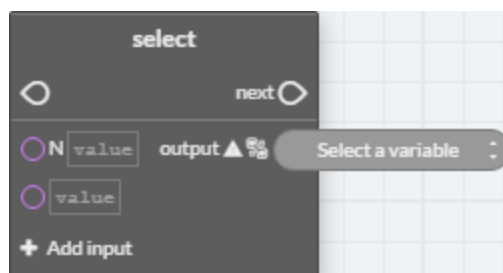 select
next
N value output Select a variable
value
+ Add input